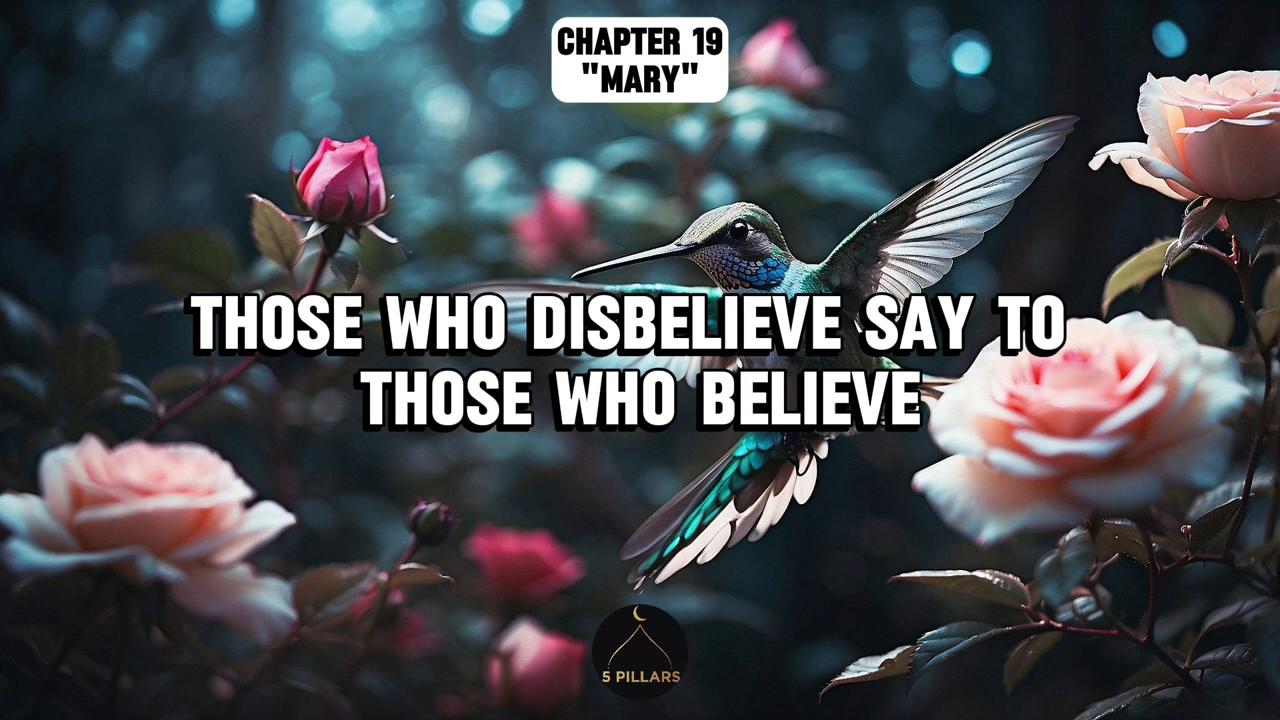 CHAPTER 19
"MARY"
THOSE WHO DISBELIEVE SAY TO
THOSE WHO BELIEVE
5 PILLARS